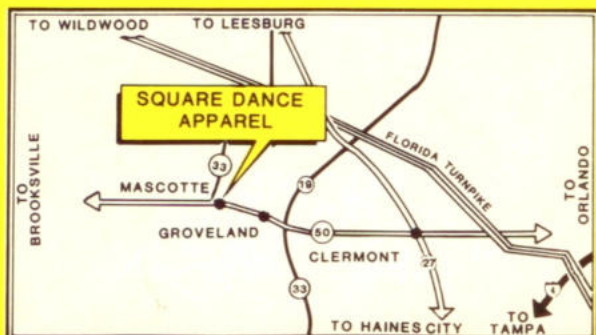 TO WILDWOOD
TO LEESBURG
SQUARE DANCE
APPAREL
33
19
FLORIDA TURNPIKE
TO
BROOKSVILLE
MASCOTTE
TO
ORLANDO
GROVELAND
50
CLERMONT
27
33
4
TO HAINES CITY
TO
TAMPA